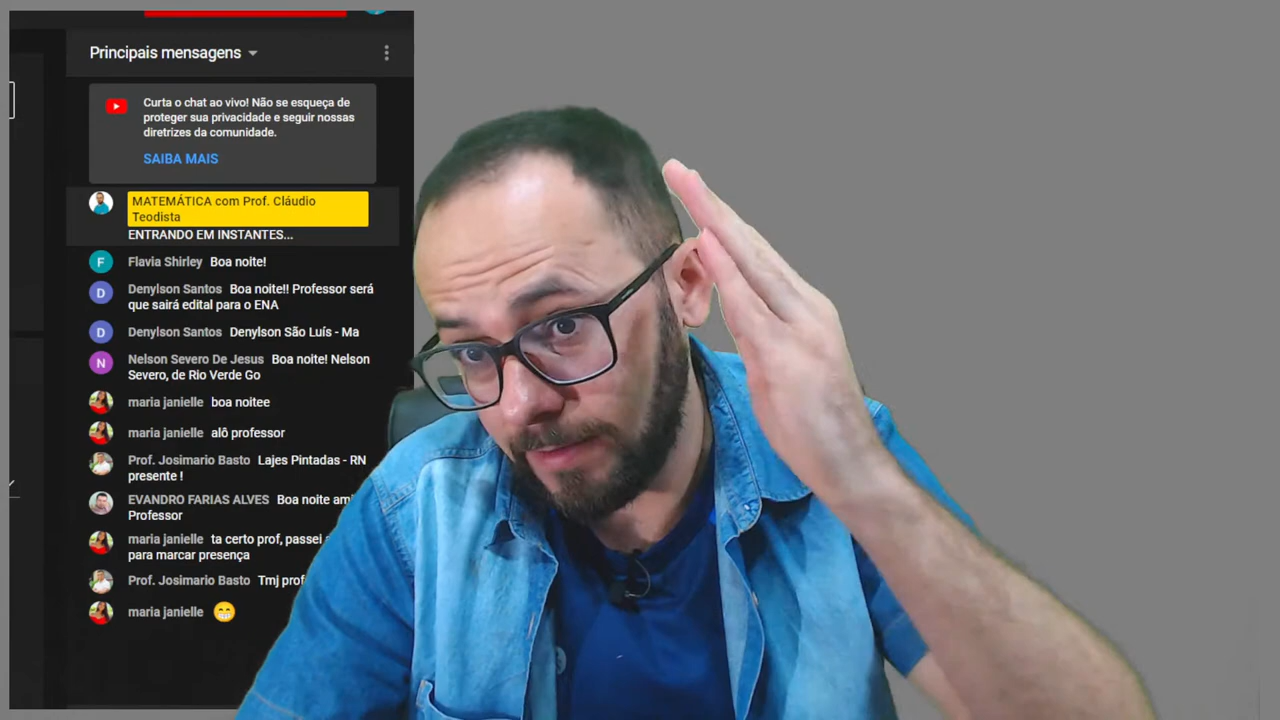 Principais mensagens
Curta o chat ao vivo! Não se esqueça de
proteger sua privacidade e seguir nossas
diretrizes da comunidade.
SAIBA MAIS
MATEMÁTICA com Prof. Cláudio
Teodista
ENTRANDO EM INSTANTES...
F Flavia Shirley Boa noite!
D Denylson Santos Boa noite!! Professor será
que sairá edital para o ENA
D Denylson Santos Denylson São Luís - Ma
N Nelson Severo De Jesus Boa noite! Nelson
Severo, de Rio Verde Go
maria janielle boa noitee
maria janielle alô professor
Prof. Josimario Basto Lajes Pintadas - RN
presente !
EVANDRO FARIAS ALVES Boa noite
Professor
maria janielle ta certo prof, passei
para marcar presença
Prof. Josimario Basto Tmj prof
maria janielle 😁